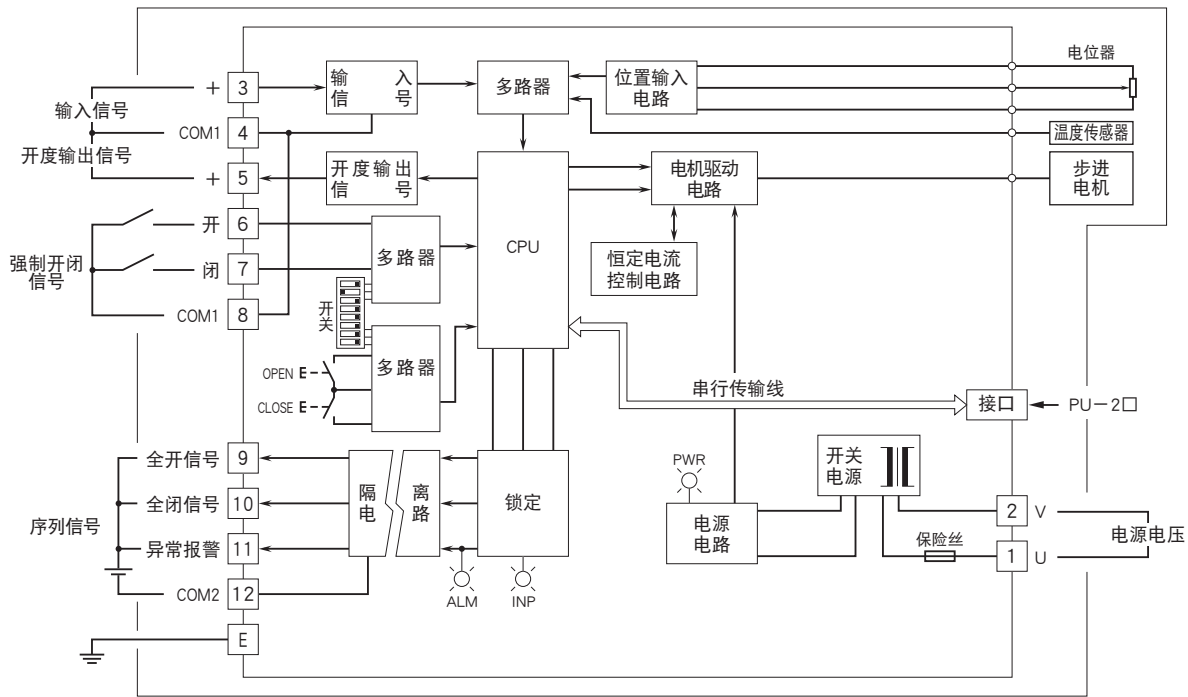 电位器
+ 3
输 入
信 号
多路器
位置输入
电路
输入信号
COM1 4
温度传感器
开度输出信号
+ 5
开度输出
信 号
电机驱动
电路
步进
电机
开 6
多路器
CPU
恒定电流
控制电路
强制开闭
信号
闭 7
COM1 8
开
关
多路器
OPEN E
CLOSE E
串行传输线
接口
PU-2□
全开信号 9
隔 离
电 路
锁定
PWR
开关
电源
全闭信号 10
序列信号
电源
电路
2 V
电源电压
异常报警 11
保险丝
1 U
COM2 12
ALM
INP
E